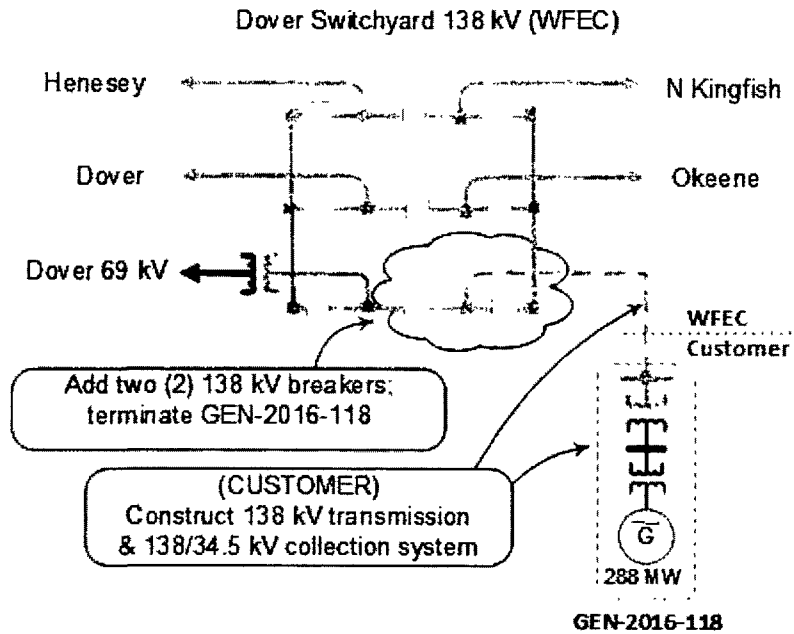 Dover Switchyard 138 kV (WFEC)
Henesey
N Kingfish
Dover
Okeene
Dover 69 kV
WFEC
Customer
Add two (2) 138 kV breakers;
terminate GEN-2016-118
(CUSTOMER)
Construct 138 kV transmission
& 138/34.5 kV collection system
G
288 MW
GEN-2016-118